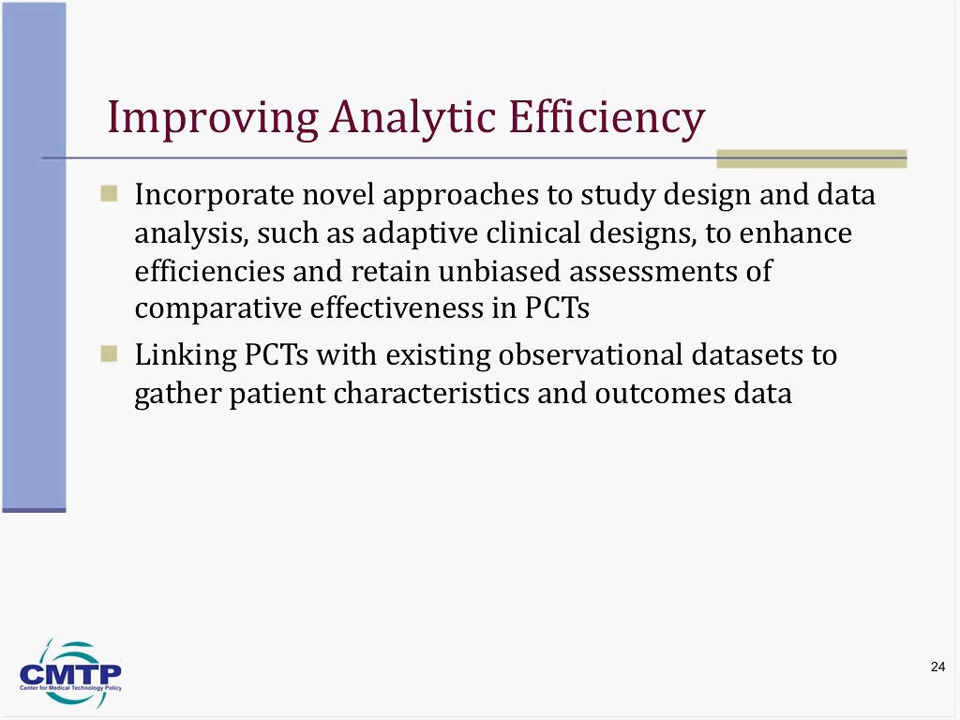 Improving Analytic Efficiency
Incorporate novel approaches to study design and data
analysis, such as adaptive clinical designs, to enhance
efficiencies and retain unbiased assessments of
comparative effectiveness in PCTs
Linking PCTs with existing observational datasets to
gather patient characteristics and outcomes data
CMTP
Center for Medical Technology Policy
24